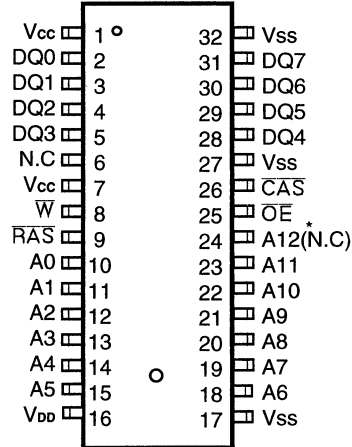 Vcc 1 32 Vss
DQ0 2 31 DQ7
DQ1 3 30 DQ6
DQ2 4 29 DQ5
DQ3 5 28 DQ4
N.C 6 27 Vss
Vcc 7 26 C̅A̅S̅
W̅ 8 25 O̅E̅
R̅A̅S̅ 9 24 A12(N.C)*
A0 10 23 A11
A1 11 22 A10
A2 12 21 A9
A3 13 20 A8
A4 14 19 A7
A5 15 18 A6
VDD 16 17 Vss